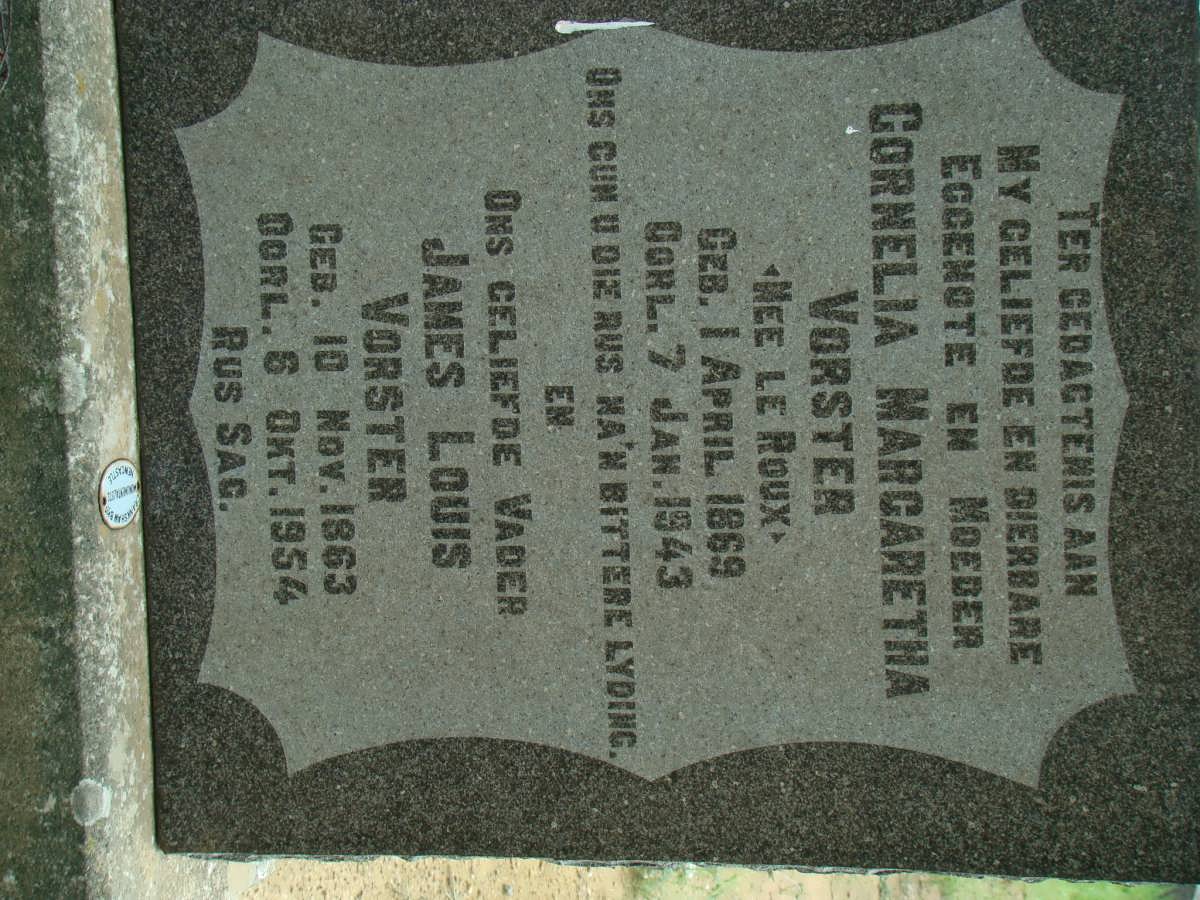 TER GEDAGTENIS AAN
MY GELIEFDE EN DIERBARE
EGGENOTE EN MOEDER
CORNELIA MARGARETHA
VORSTER
NEE LE ROUX
GEB. 1 APRIL. 1869
OORL. 7 JAN. 1943
ONS GUN U DIE RUS NA'N BITTERE LYDING.
EN
ONS GELIEFDE VADER
JAMES LOUIS
VORSTER
GEB. 10 NOV. 1863
OORL. 6 OKT. 1954
RUS SAG.
MONUMENTALISTS
NEWCASTLE